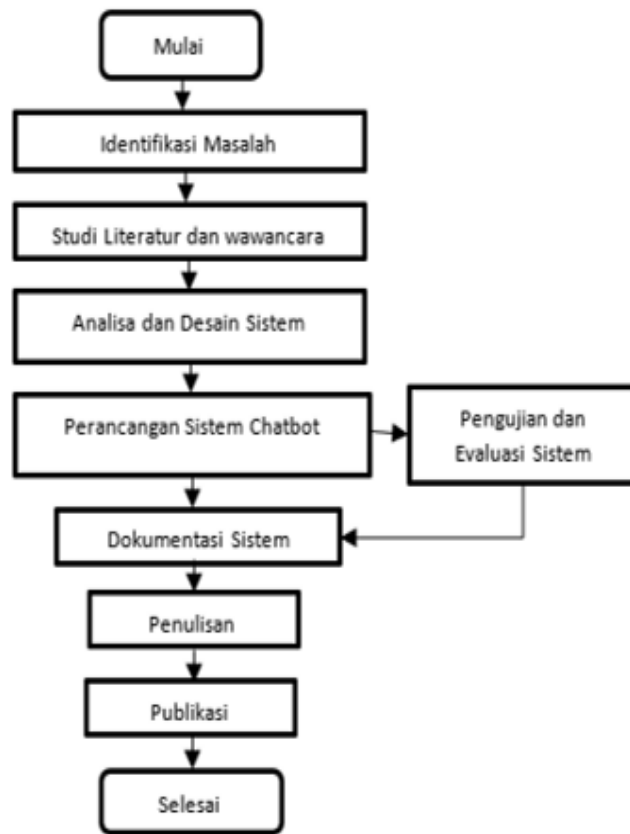 Mulai
Identifikasi Masalah
Studi Literatur dan wawancara
Analisa dan Desain Sistem
Perancangan Sistem Chatbot
Pengujian dan
Evaluasi Sistem
Dokumentasi Sistem
Penulisan
Publikasi
Selesai